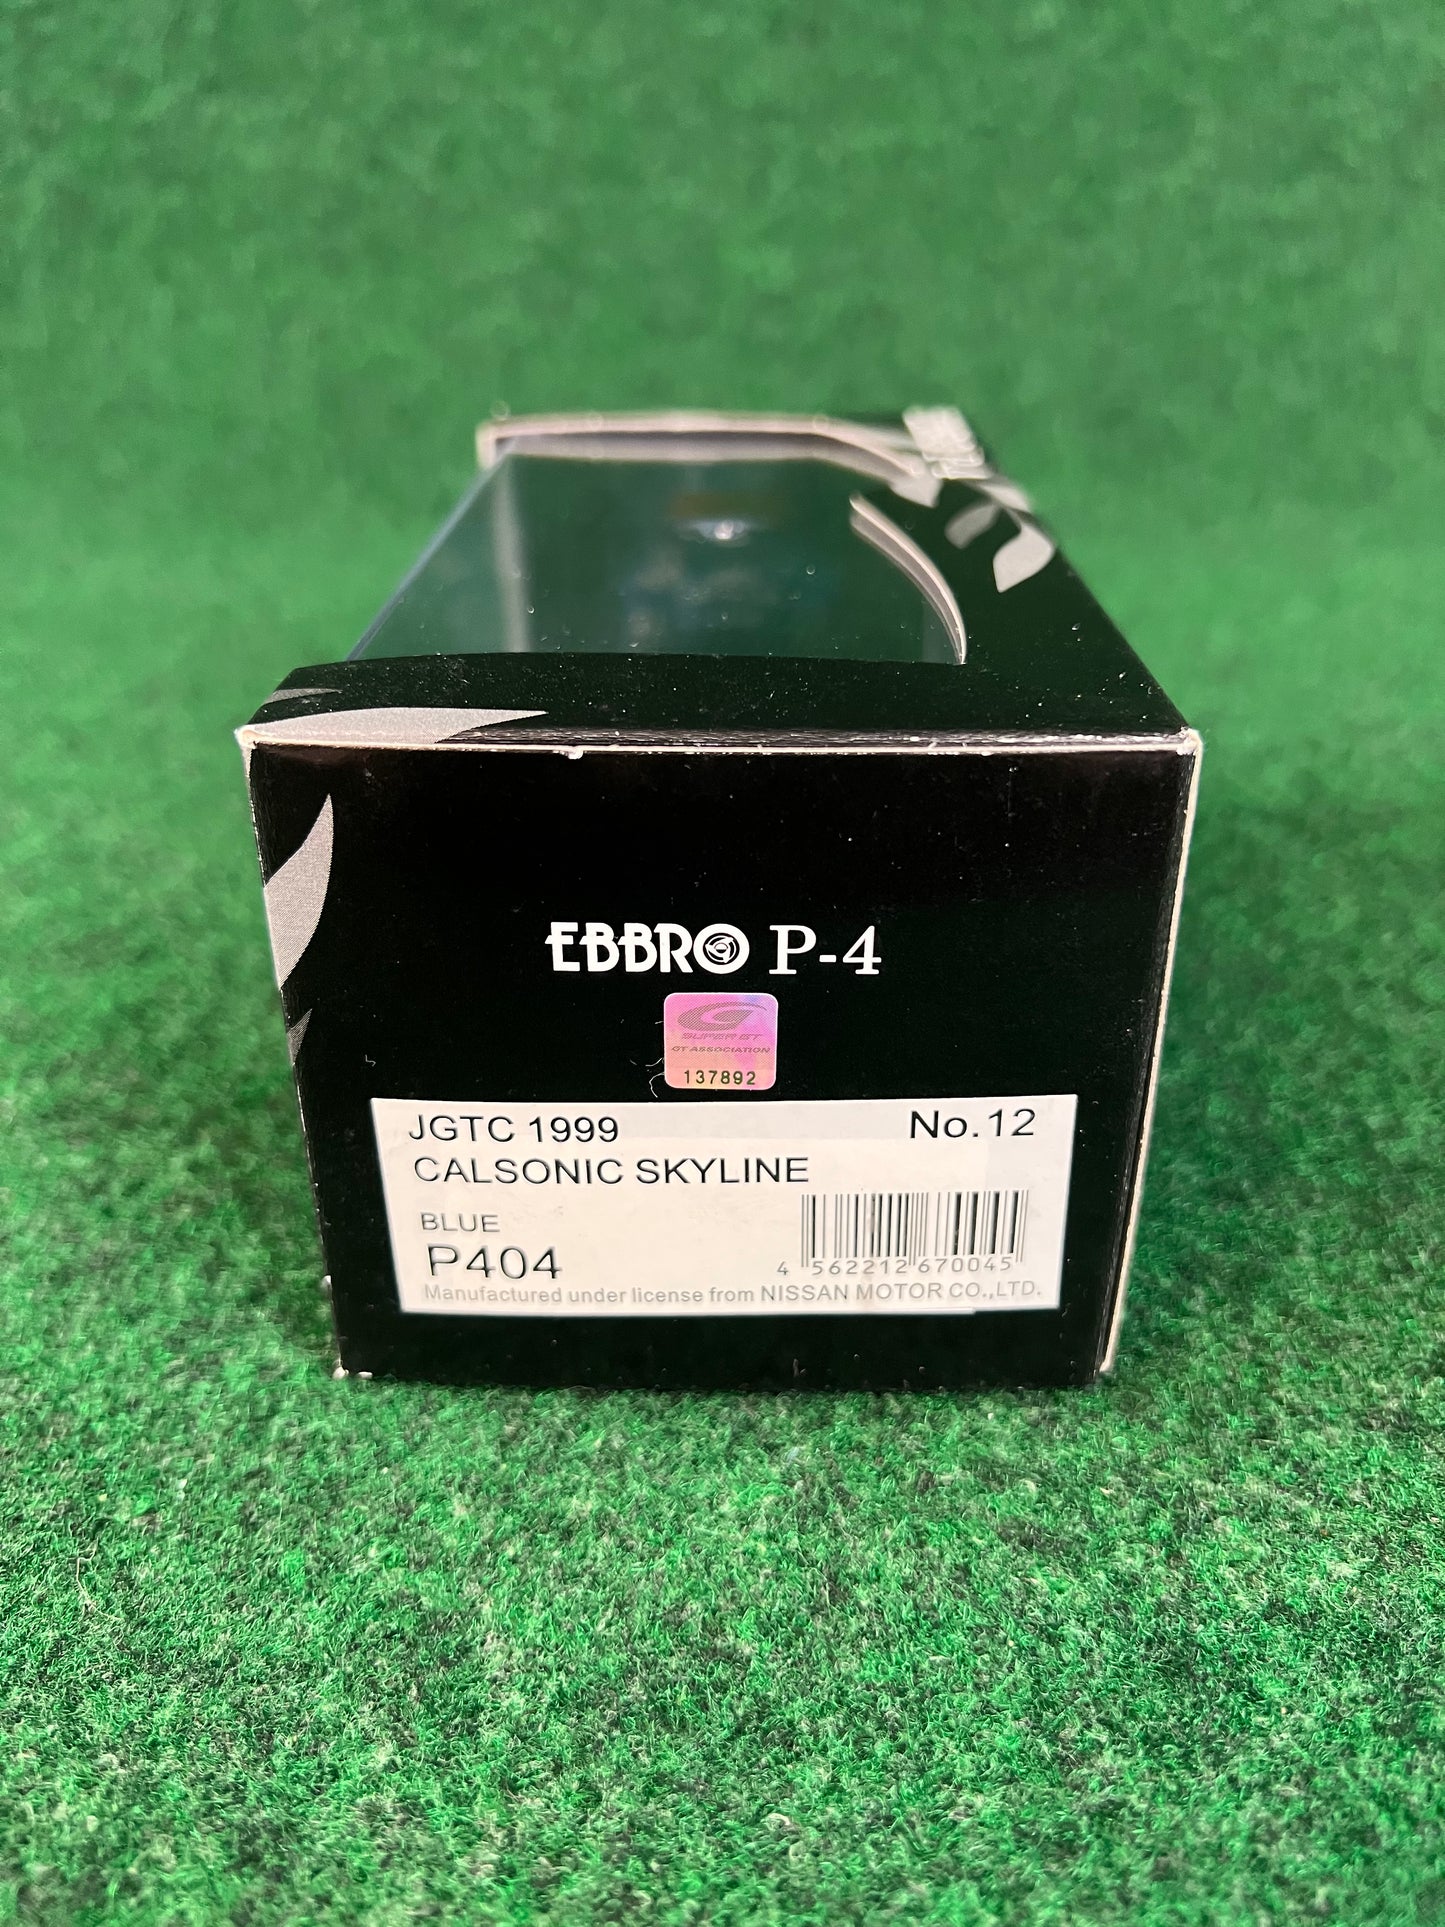 EBBRO P-4
SUPER GT
GT ASSOCIATION
137892
JGTC 1999 No.12
CALSONIC SKYLINE
BLUE
P404
4 562212 670045
Manufactured under license from NISSAN MOTOR CO.,LTD.